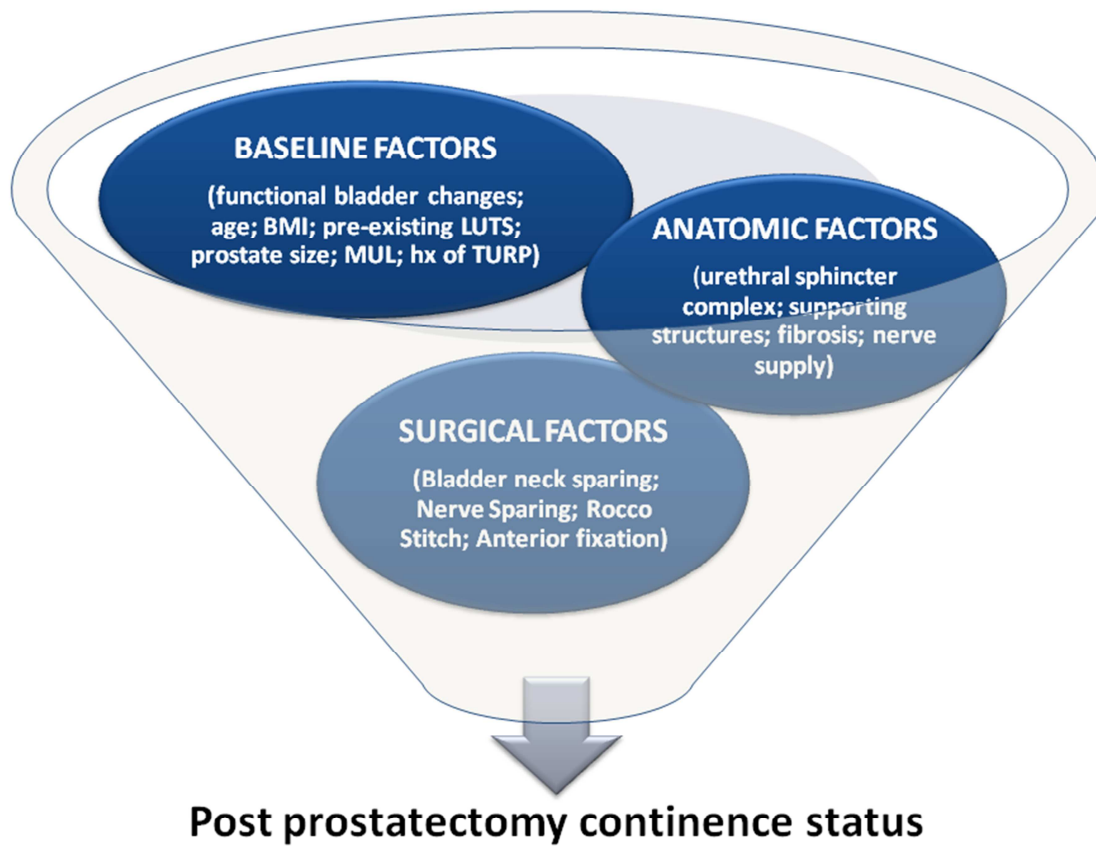 BASELINE FACTORS
(functional bladder changes;
age; BMI; pre-existing LUTS;
prostate size; MUL; hx of TURP)
ANATOMIC FACTORS
(urethral sphincter
complex; supporting
structures; fibrosis; nerve
supply)
SURGICAL FACTORS
(Bladder neck sparing;
Nerve Sparing; Rocco
Stitch; Anterior fixation)
Post prostatectomy continence status